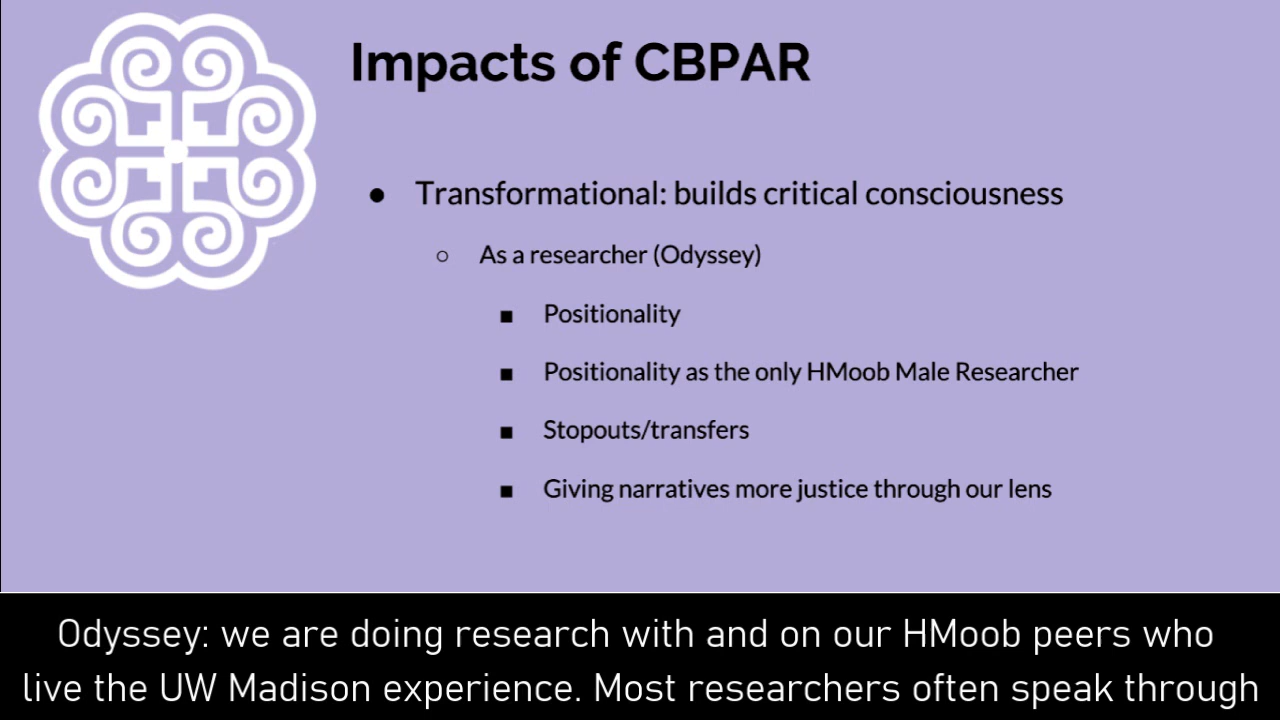 Impacts of CBPAR
● Transformational: builds critical consciousness
○ As a researcher (Odyssey)
■ Positionality
■ Positionality as the only HMoob Male Researcher
■ Stopouts/transfers
■ Giving narratives more justice through our lens
Odyssey: we are doing research with and on our HMoob peers who
live the UW Madison experience. Most researchers often speak through